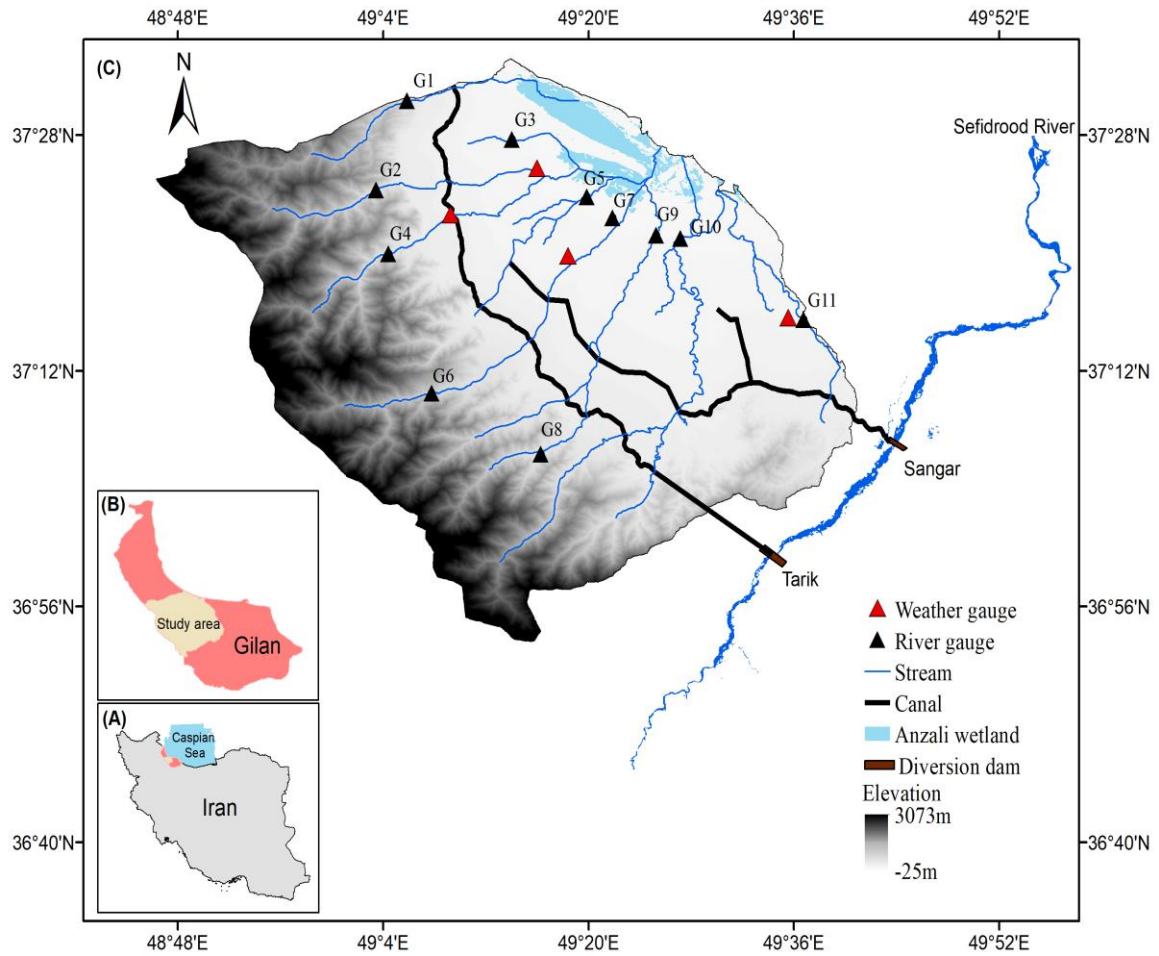 48°48'E
49°4'E
49°20'E
49°36'E
49°52'E
(C)
N
G1
37°28'N
37°28'N
G3
Sefidrood River
G2
G5
G7
G9
G10
G4
G11
37°12'N
37°12'N
G6
G8
Sangar
Tarik
(B)
Study area
Gilan
36°56'N
36°56'N
Weather gauge
River gauge
Stream
Canal
Anzali wetland
Diversion dam
Elevation
3073m
-25m
(A)
Caspian
Sea
Iran
36°40'N
36°40'N
48°48'E
49°4'E
49°20'E
49°36'E
49°52'E